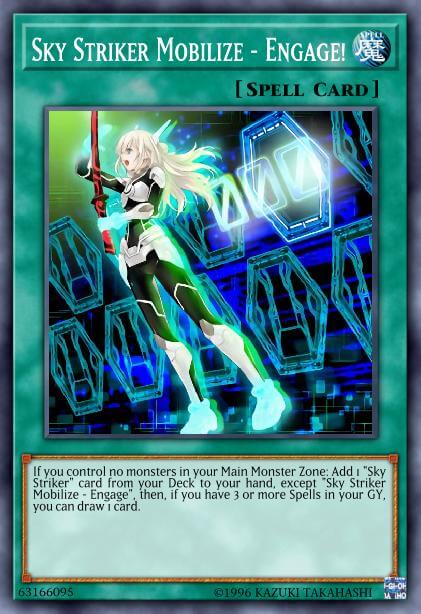 Sky Striker Mobilize - Engage!
SPELL
魔
[ Spell Card ]
If you control no monsters in your Main Monster Zone: Add 1 "Sky
Striker" card from your Deck to your hand, except "Sky Striker
Mobilize - Engage", then, if you have 3 or more Spells in your GY,
you can draw 1 card.
63166095
©1996 KAZUKI TAKAHASHI